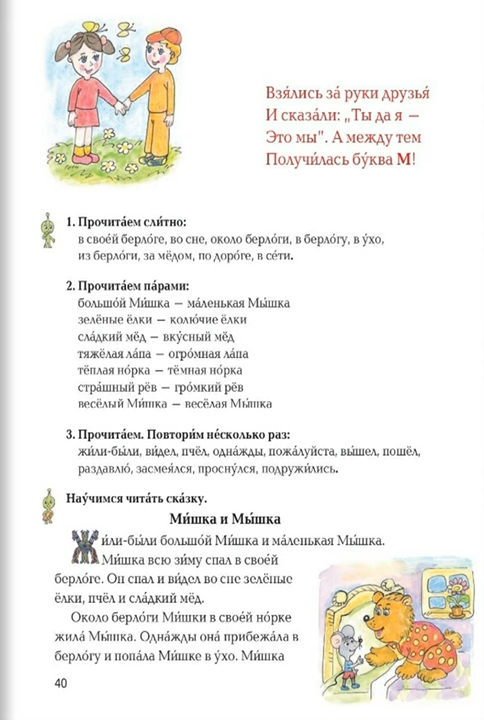 Взя́лись за́ руки друзья́
И сказа́ли: „Ты да я —
Это мы". А между тем
Получи́лась бу́ква М!
1. Прочита́ем сли́тно:
в свое́й берло́ге, во сне, около берло́ги, в берло́гу, в у́хо,
из берло́ги, за мёдом, по доро́ге, в се́ти.
2. Прочита́ем па́рами:
большо́й Ми́шка — ма́ленькая Мы́шка
зелёные ёлки — колю́чие ёлки
сла́дкий мёд — вку́сный мёд
тяжёлая ла́па — огро́мная ла́па
тёплая но́рка — тёмная но́рка
стра́шный рёв — гро́мкий рёв
весёлый Ми́шка — весёлая Мы́шка
3. Прочита́ем. Повтори́м не́сколько раз:
жи́ли-бы́ли, ви́дел, пчёл, одна́жды, пожа́луйста, вы́шел, пошёл,
раздавлю́, засмея́лся, просну́лся, подружи́лись.
Нау́чимся чита́ть ска́зку.
Ми́шка и Мы́шка
Жи́ли-бы́ли большо́й Ми́шка и ма́ленькая Мы́шка.
Ми́шка всю зи́му спал в свое́й
берло́ге. Он спал и ви́дел во сне зелёные
ёлки, пчёл и сла́дкий мёд.
Около берло́ги Ми́шки в свое́й но́рке
жила́ Мы́шка. Одна́жды она́ прибежа́ла в
берло́гу и попа́ла Ми́шке в у́хо. Ми́шка
40